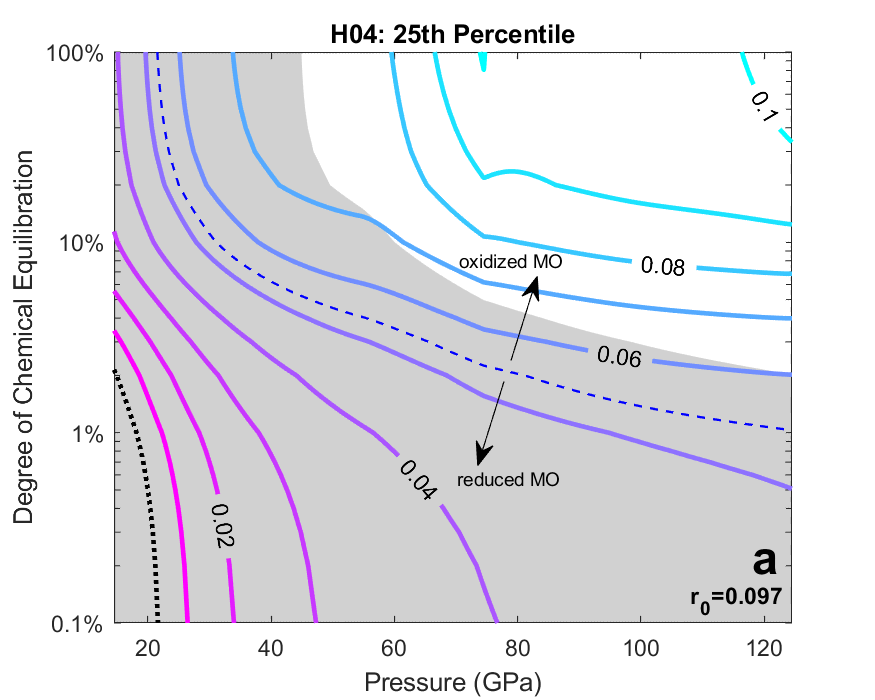 H04: 25th Percentile
100%
10%
1%
0.1%
Degree of Chemical Equilibration
0.1
oxidized MO
0.08
0.06
0.04
reduced MO
0.02
a
r0=0.097
20 40 60 80 100 120
Pressure (GPa)